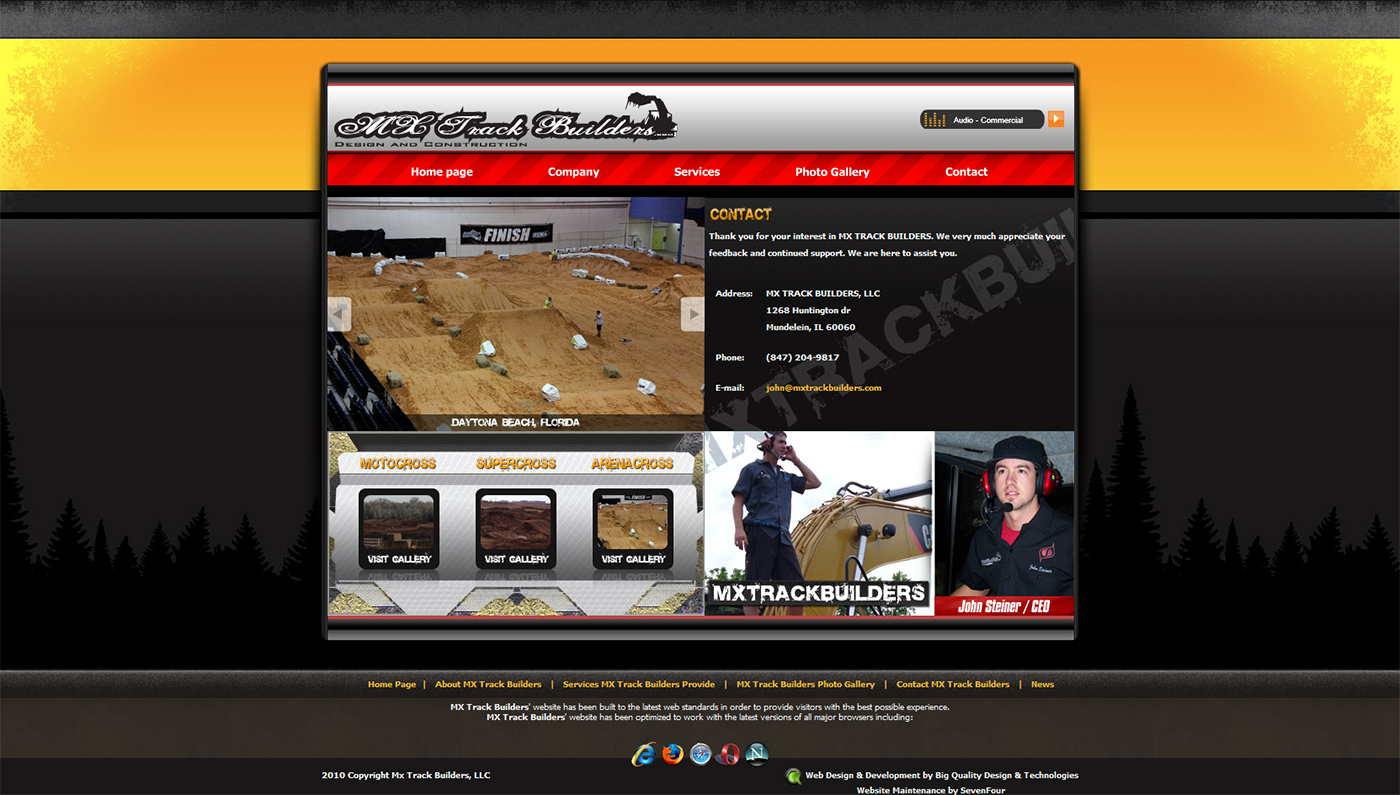 MX Track Builders.com
Design and Construction
Audio - Commercial
Home page
Company
Services
Photo Gallery
Contact
FINISH
DAYTONA BEACH, FLORIDA
CONTACT
Thank you for your interest in MX TRACK BUILDERS. We very much appreciate your
feedback and continued support. We are here to assist you.
Address: MX TRACK BUILDERS, LLC
1268 Huntington dr
Mundelein, IL 60060
Phone: (847) 204-9817
E-mail: john@mxtrackbuilders.com
MXTRACKBUI
MOTOCROSS
SUPERCROSS
ARENACROSS
VISIT GALLERY
VISIT GALLERY
FINISH
VISIT GALLERY
MXTRACKBUILDERS
John Steiner
John Steiner / CEO
Home Page | About MX Track Builders | Services MX Track Builders Provide | MX Track Builders Photo Gallery | Contact MX Track Builders | News
MX Track Builders' website has been built to the latest web standards in order to provide visitors with the best possible experience.
MX Track Builders' website has been optimized to work with the latest versions of all major browsers including:
N
2010 Copyright Mx Track Builders, LLC
Web Design & Development by Big Quality Design & Technologies
Website Maintenance by SevenFour